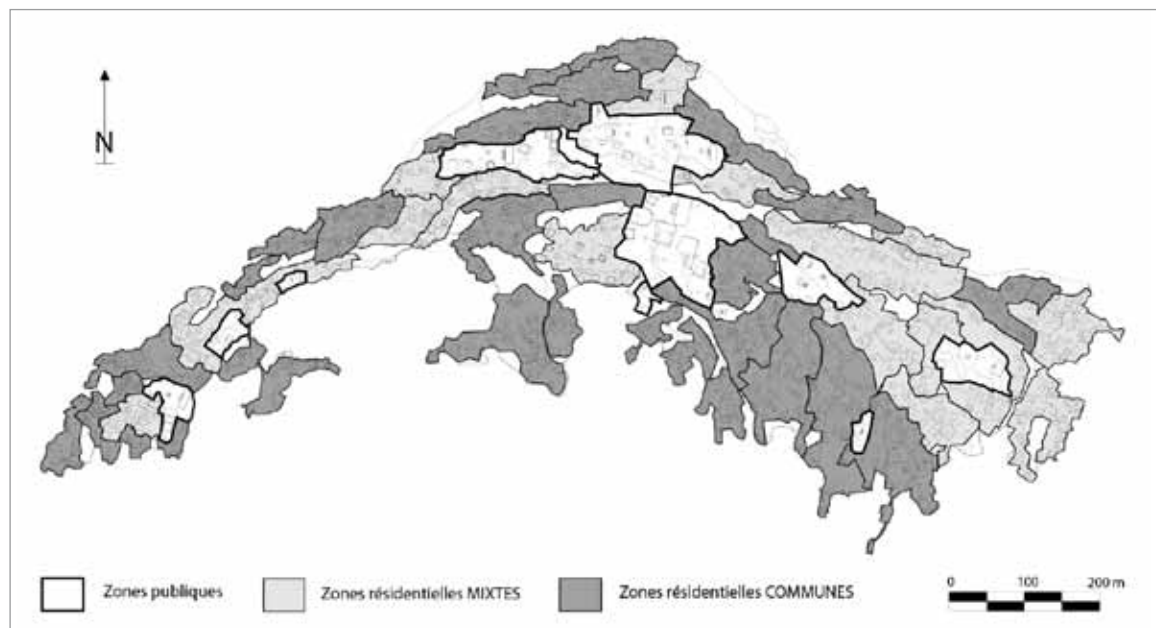 N
Zones publiques
Zones résidentielles MIXTES
Zones résidentielles COMMUNES
0 100 200 m